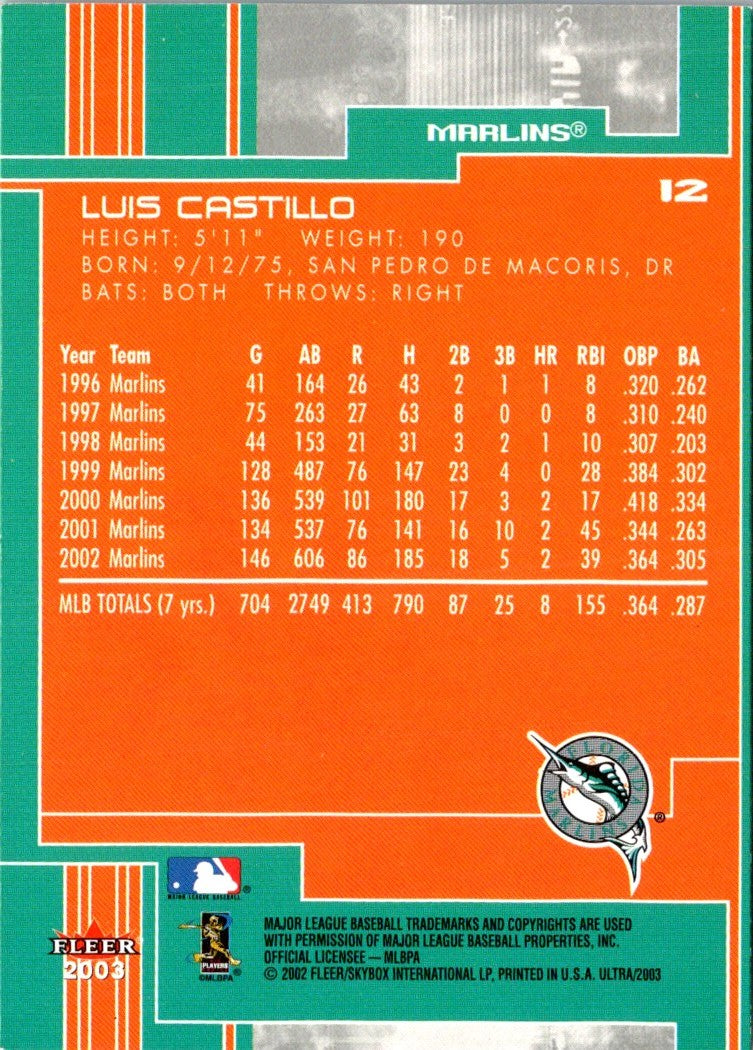 MARLINS®
12
LUIS CASTILLO
HEIGHT: 5'11" WEIGHT: 190
BORN: 9/12/75, SAN PEDRO DE MACORIS, DR
BATS: BOTH THROWS: RIGHT
Year Team G AB R H 2B 3B HR RBI OBP BA
1996 Marlins 41 164 26 43 2 1 1 8 .320 .262
1997 Marlins 75 263 27 63 8 0 0 8 .310 .240
1998 Marlins 44 153 21 31 3 2 1 10 .307 .203
1999 Marlins 128 487 76 147 23 4 0 28 .384 .302
2000 Marlins 136 539 101 180 17 3 2 17 .418 .334
2001 Marlins 134 537 76 141 16 10 2 45 .344 .263
2002 Marlins 146 606 86 185 18 5 2 39 .364 .305
MLB TOTALS (7 yrs.) 704 2749 413 790 87 25 8 155 .364 .287
FLORIDA
MARLINS
®
®
MAJOR LEAGUE BASEBALL
PLAYERS
©MLBPA
FLEER
2003
MAJOR LEAGUE BASEBALL TRADEMARKS AND COPYRIGHTS ARE USED
WITH PERMISSION OF MAJOR LEAGUE BASEBALL PROPERTIES, INC.
OFFICIAL LICENSEE — MLBPA
© 2002 FLEER/SKYBOX INTERNATIONAL LP, PRINTED IN U.S.A. ULTRA/2003